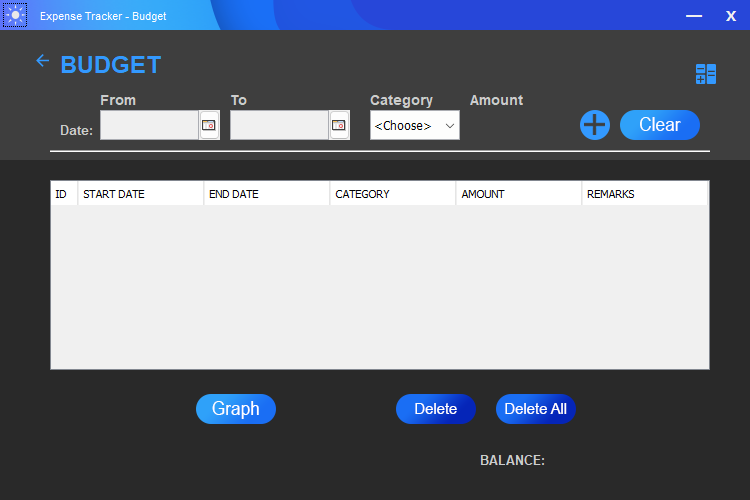 Expense Tracker - Budget
X
BUDGET
From To Category Amount
Date: <Choose> Clear
ID START DATE END DATE CATEGORY AMOUNT REMARKS
Graph Delete Delete All
BALANCE: